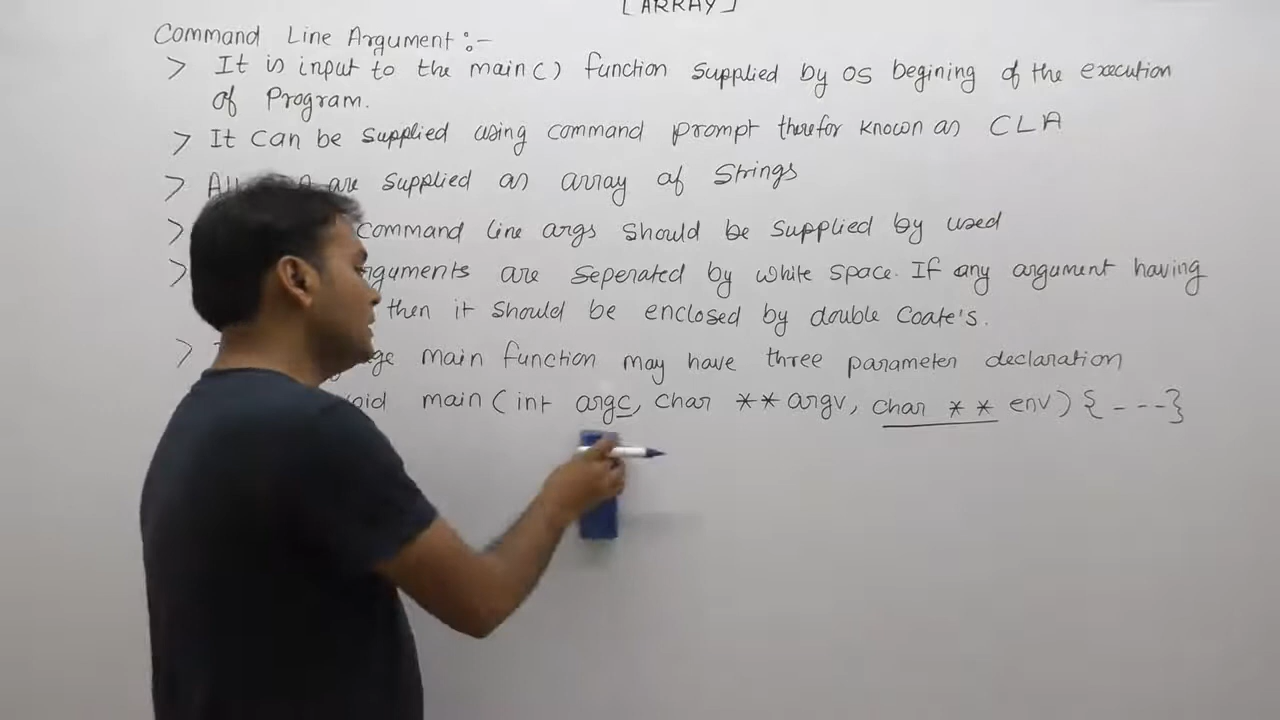 [ARRAY]
Command Line Argument :-
> It is input to the main() function supplied by OS begining of the execution
of Program.
> It can be supplied using command prompt therefor known as CLA
> All are supplied as array of Strings
> command line args should be supplied by used
> are seperated by white space. If any argument having
then it should be enclosed by double Coate's.
> main function may have three parameter declaration
main(int argc, char **argv, char ** env) {---}